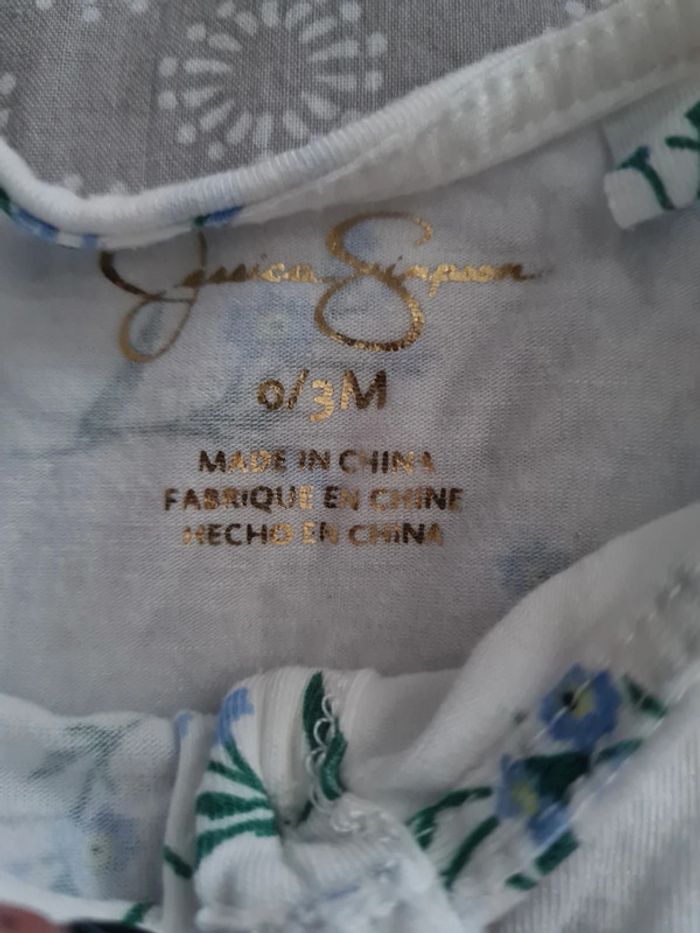 Jessica Simpson
0/3M
MADE IN CHINA
FABRIQUE EN CHINE
HECHO EN CHINA